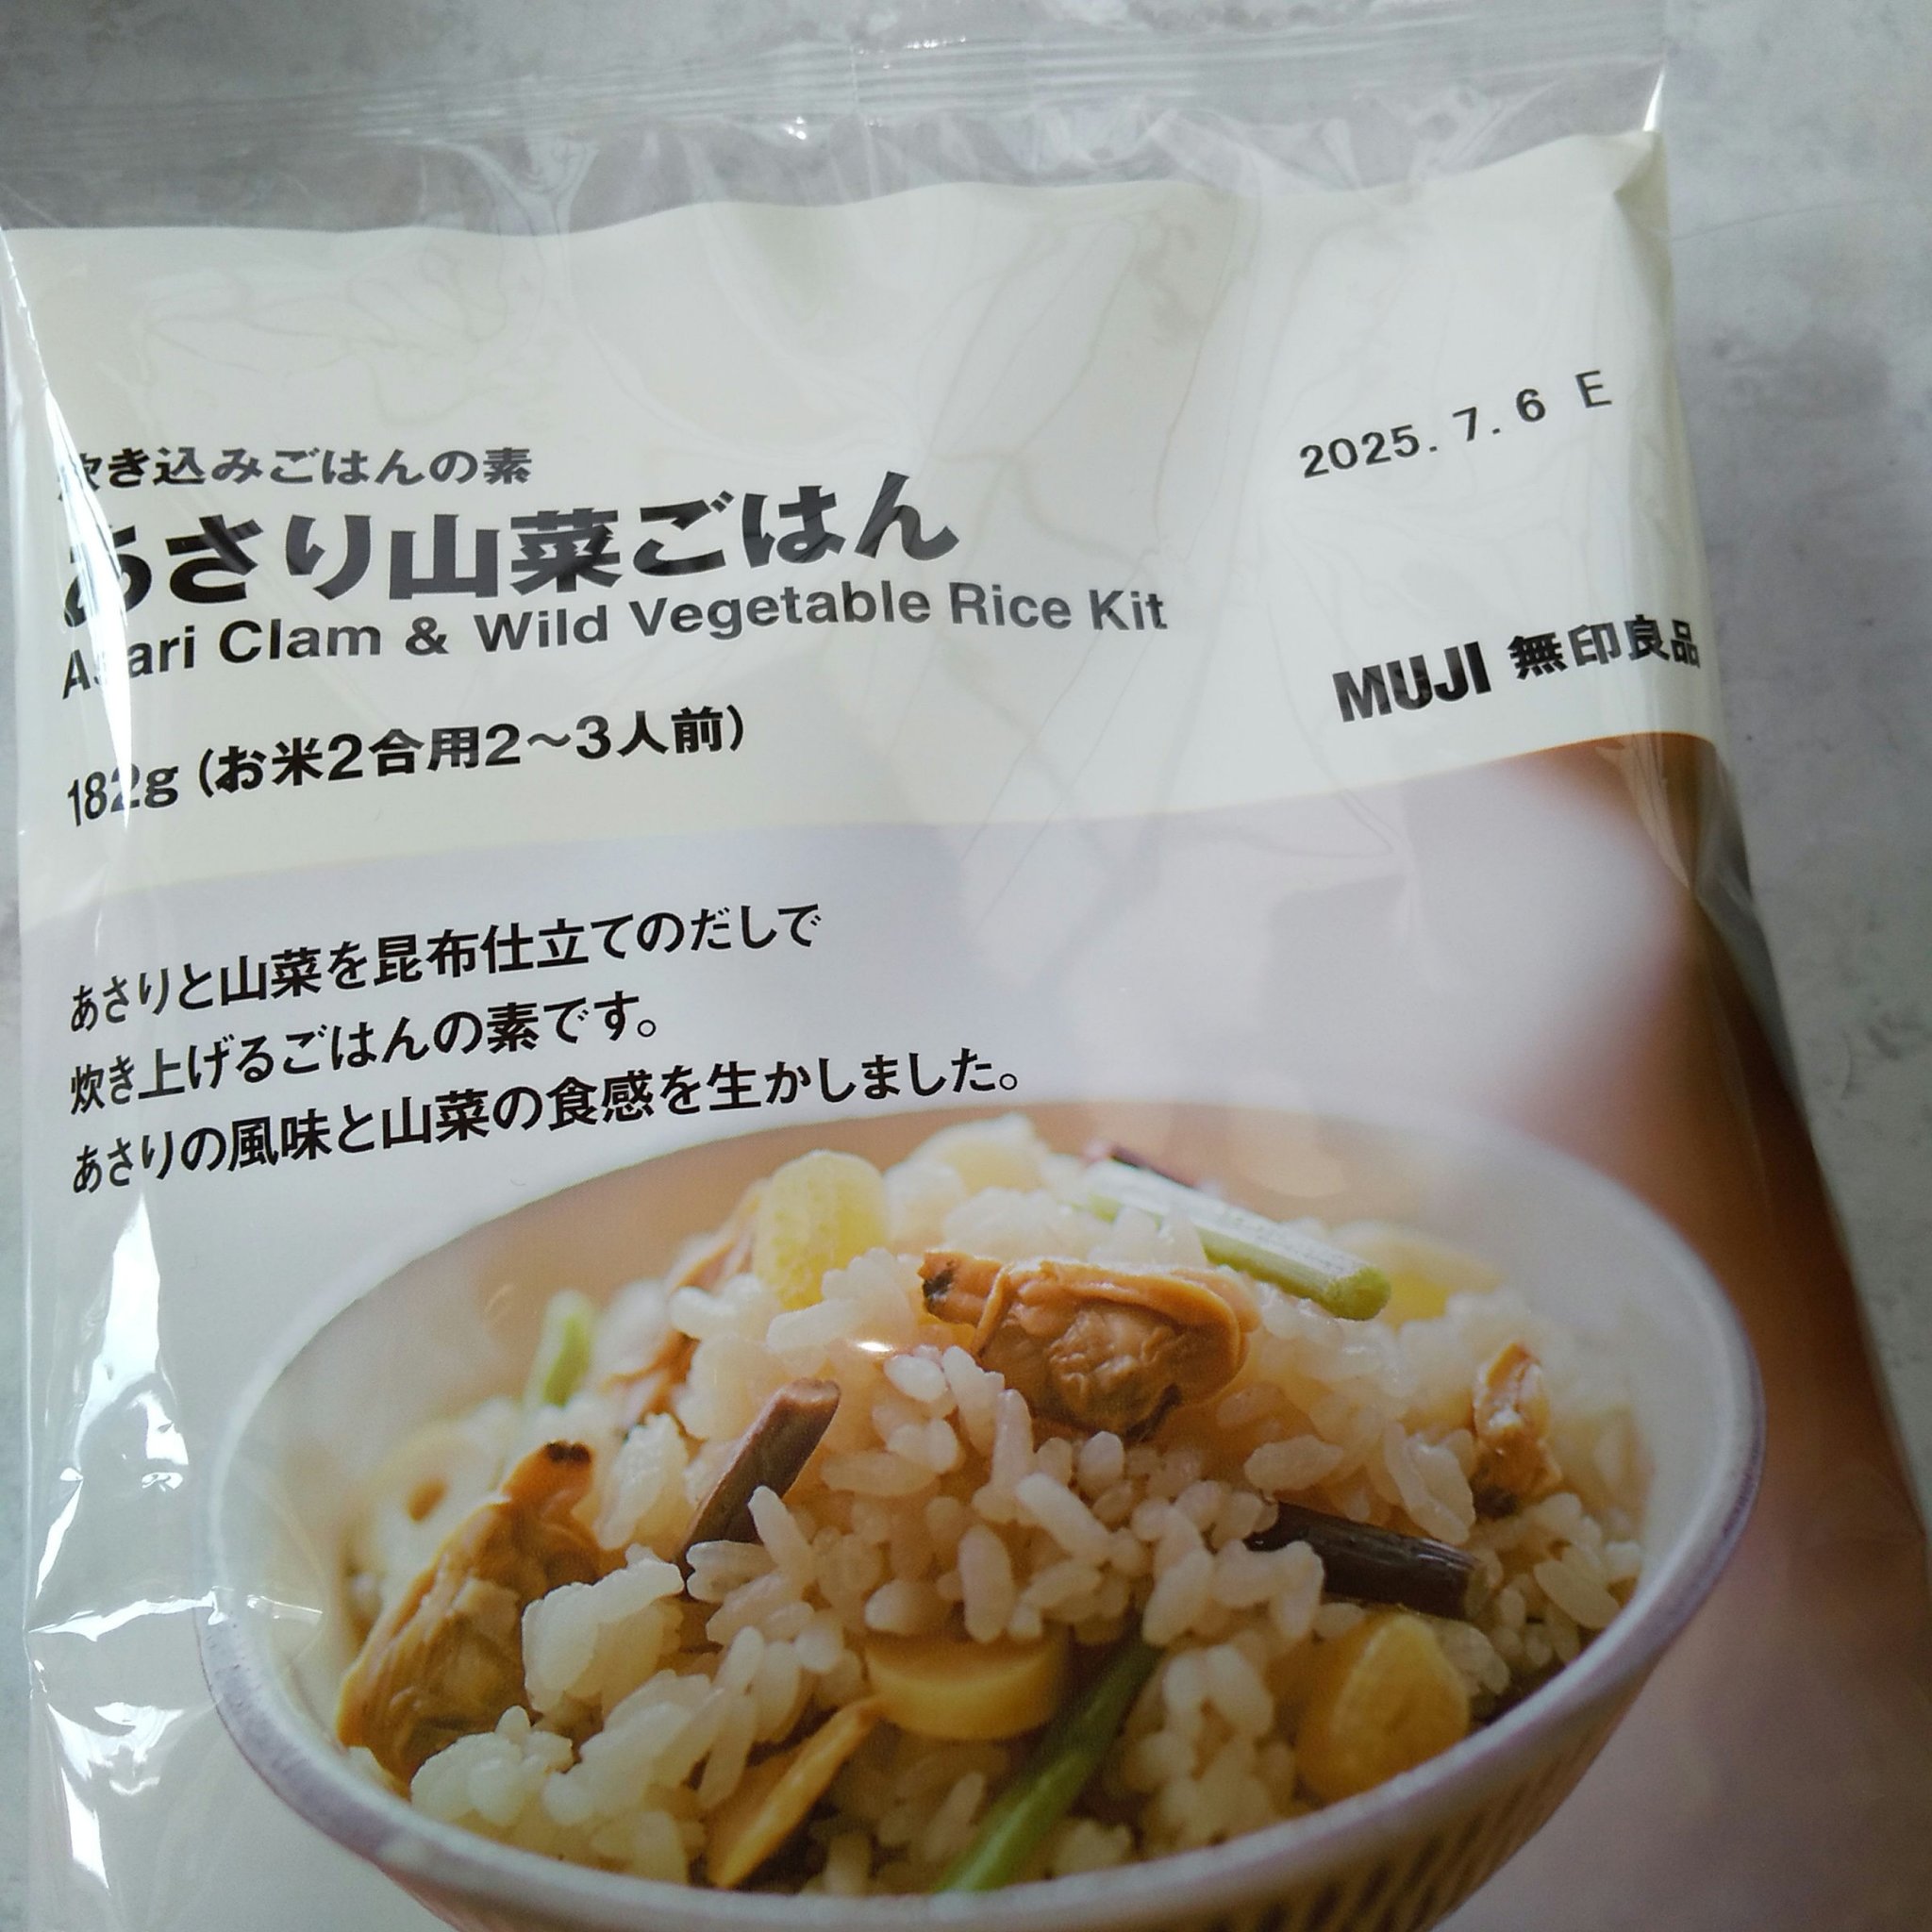 炊き込みごはんの素
あさり山菜ごはん
Asari Clam & Wild Vegetable Rice Kit
182g（お米2合用2～3人前）
2025. 7. 6 E
MUJI 無印良品
あさりと山菜を昆布仕立てのだしで
炊き上げるごはんの素です。
あさりの風味と山菜の食感を生かしました。